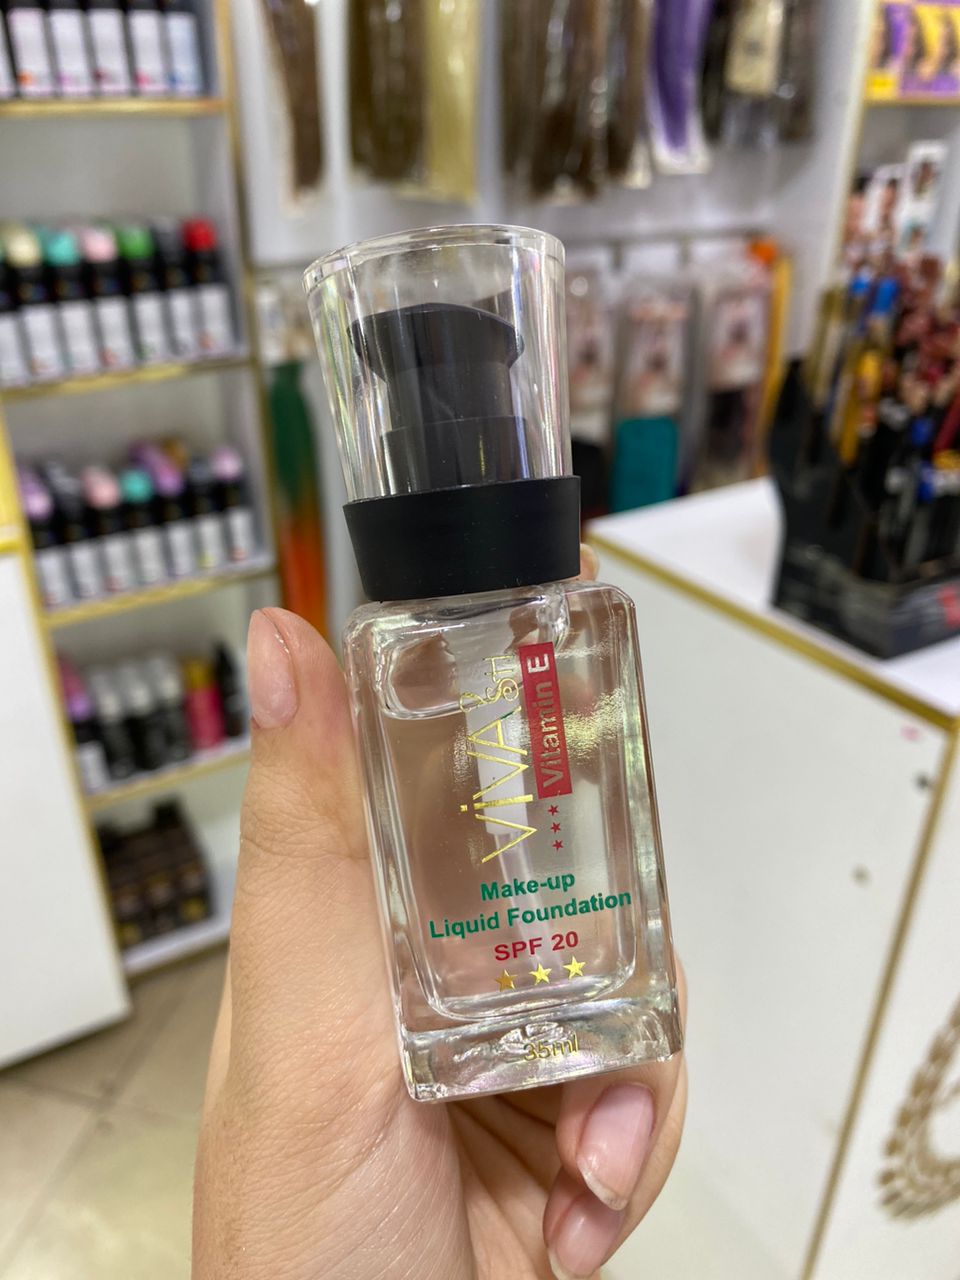 ViVA
Vitamin E
Make-up
Liquid Foundation
SPF 20
35ml